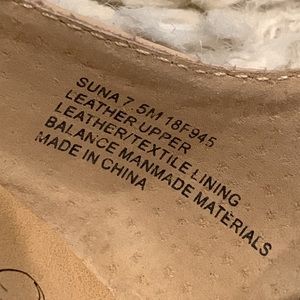 SUNA 7.5M 18F945
LEATHER UPPER
LEATHER/TEXTILE LINING
BALANCE MANMADE MATERIALS
MADE IN CHINA